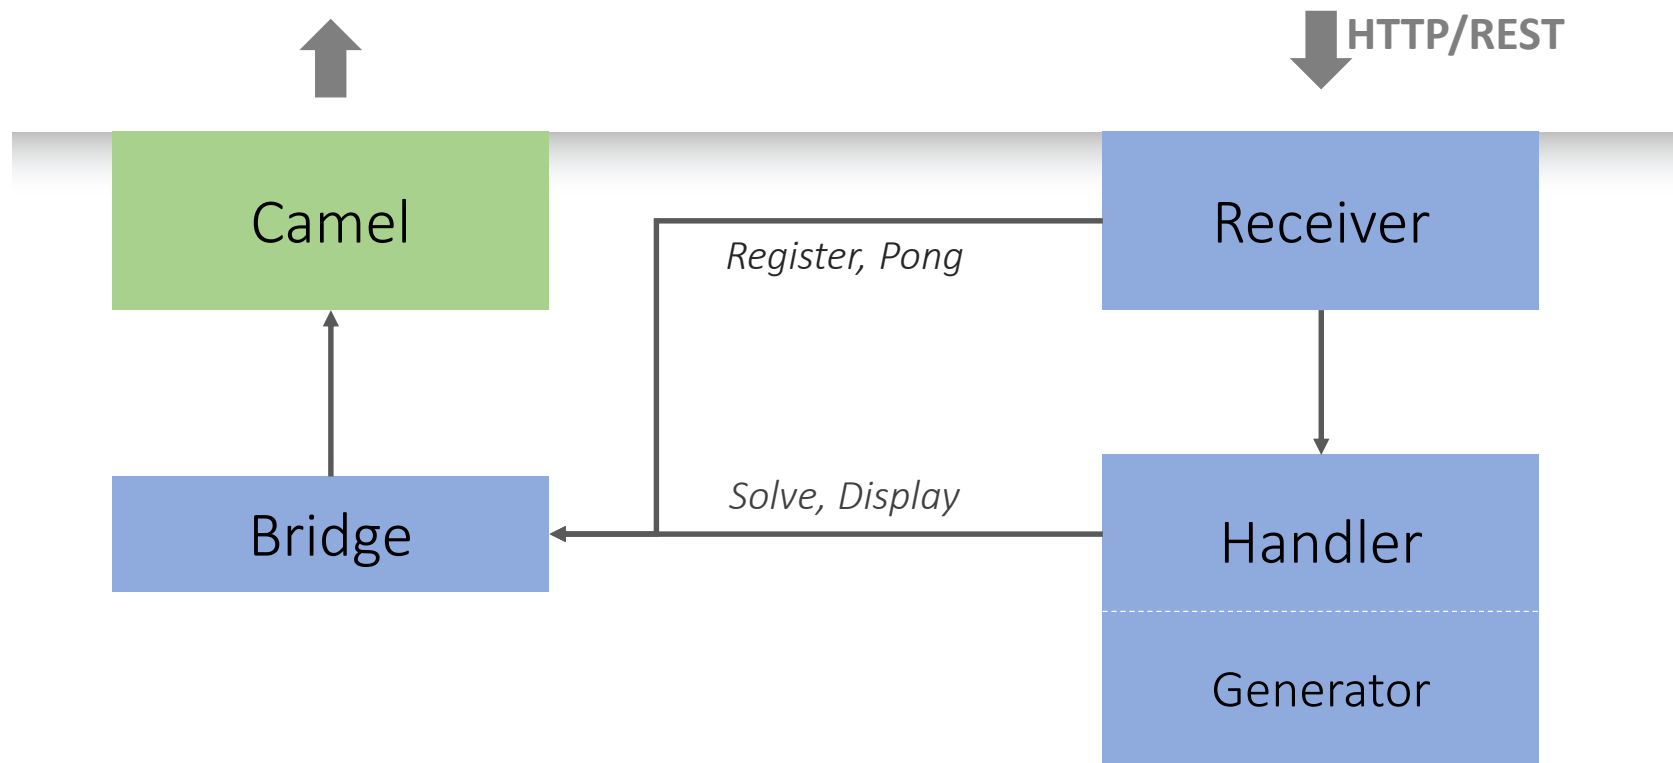 HTTP/REST
Camel
Receiver
Register, Pong
Solve, Display
Bridge
Handler
Generator